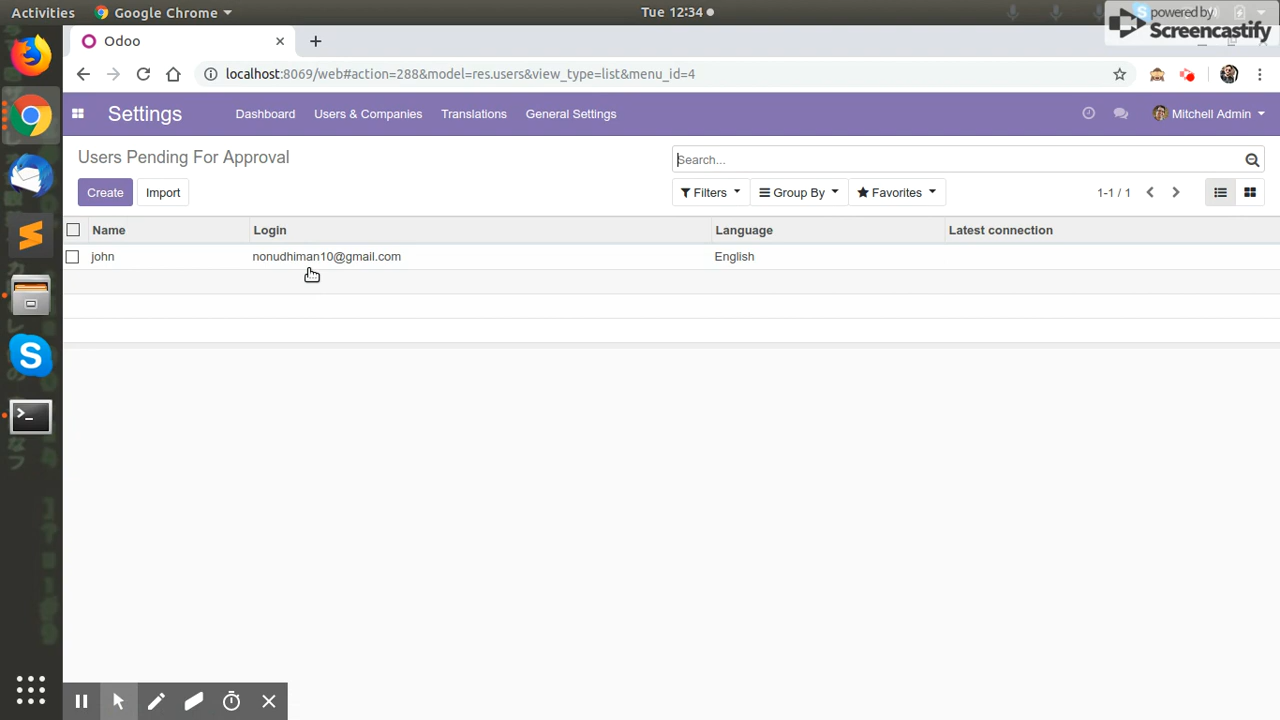 Activities
Google Chrome
Tue 12:34
powered by
Screencastify
Odoo
localhost:8069/web#action=288&model=res.users&view_type=list&menu_id=4
Settings
Dashboard
Users & Companies
Translations
General Settings
Mitchell Admin
Users Pending For Approval
Search...
Create
Import
Filters
Group By
Favorites
1-1 / 1
Name
Login
Language
Latest connection
john
nonudhiman10@gmail.com
English